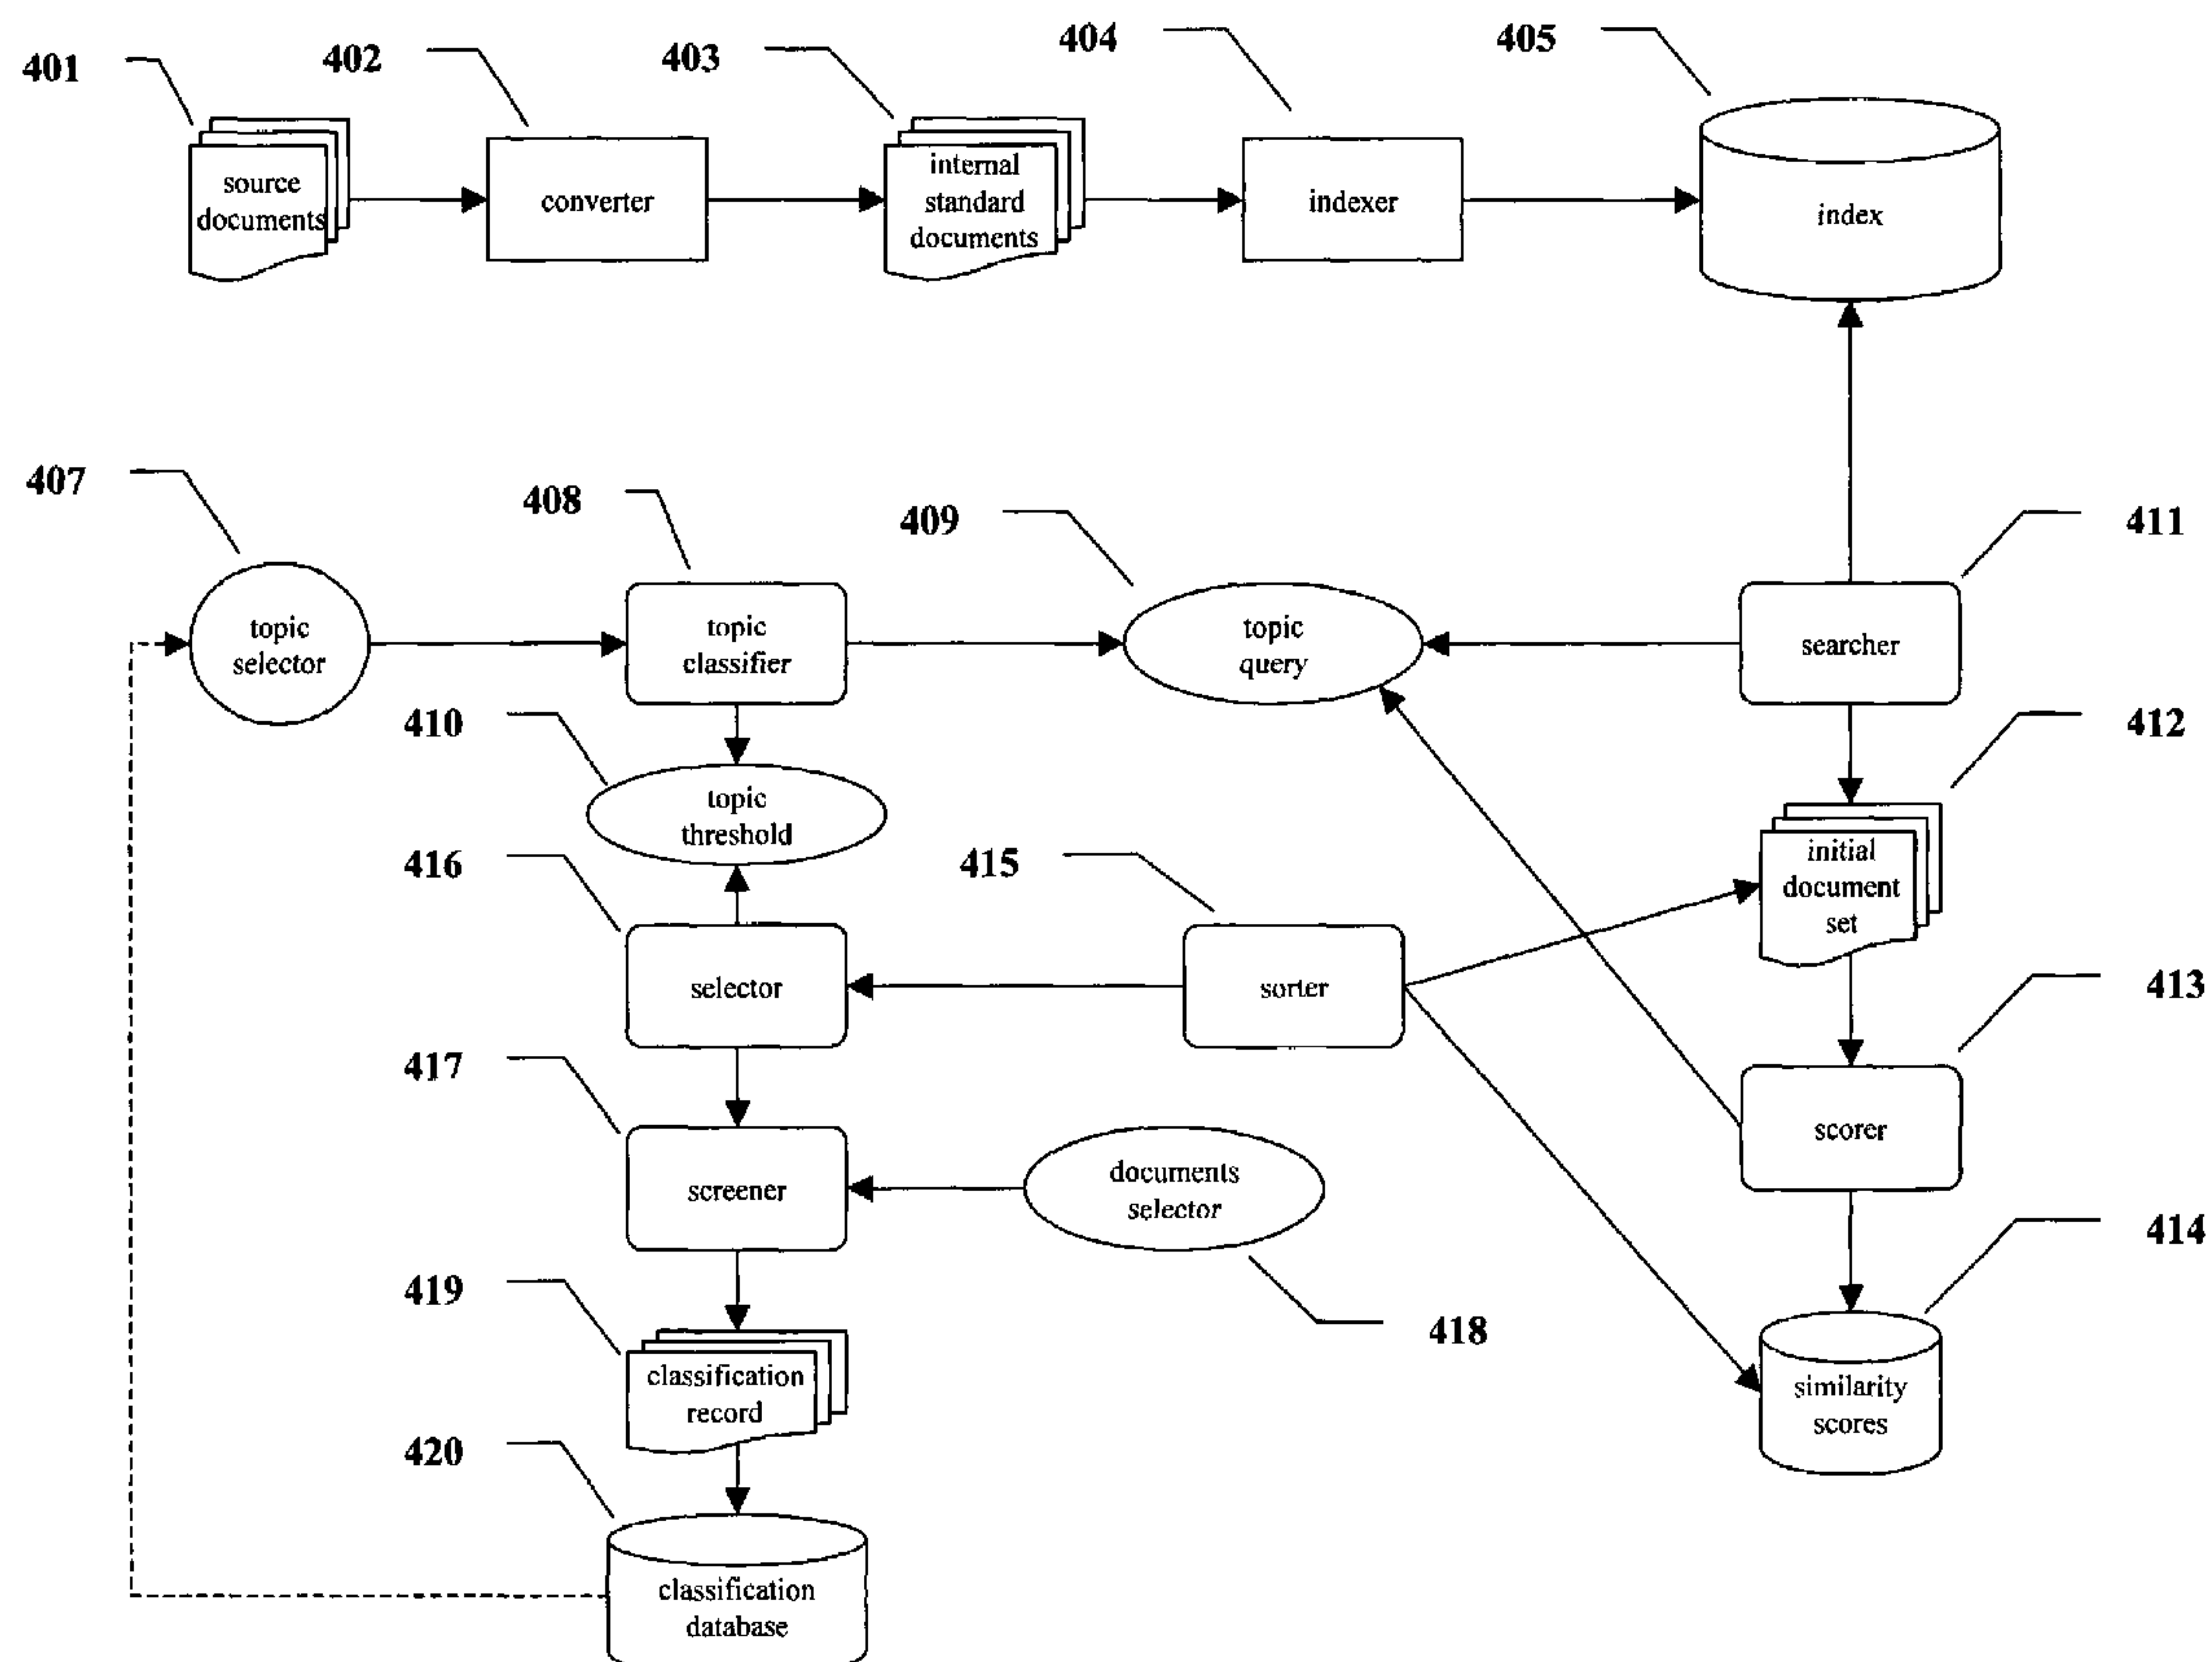 401
402
403
404
405
source
documents
converter
internal
standard
documents
indexer
index
407
408
409
411
topic
selector
topic
classifier
topic
query
searcher
410
412
topic
threshold
416
415
initial
document
set
selector
sorter
413
417
scorer
screener
documents
selector
414
419
418
classification
record
similarity
scores
420
classification
database